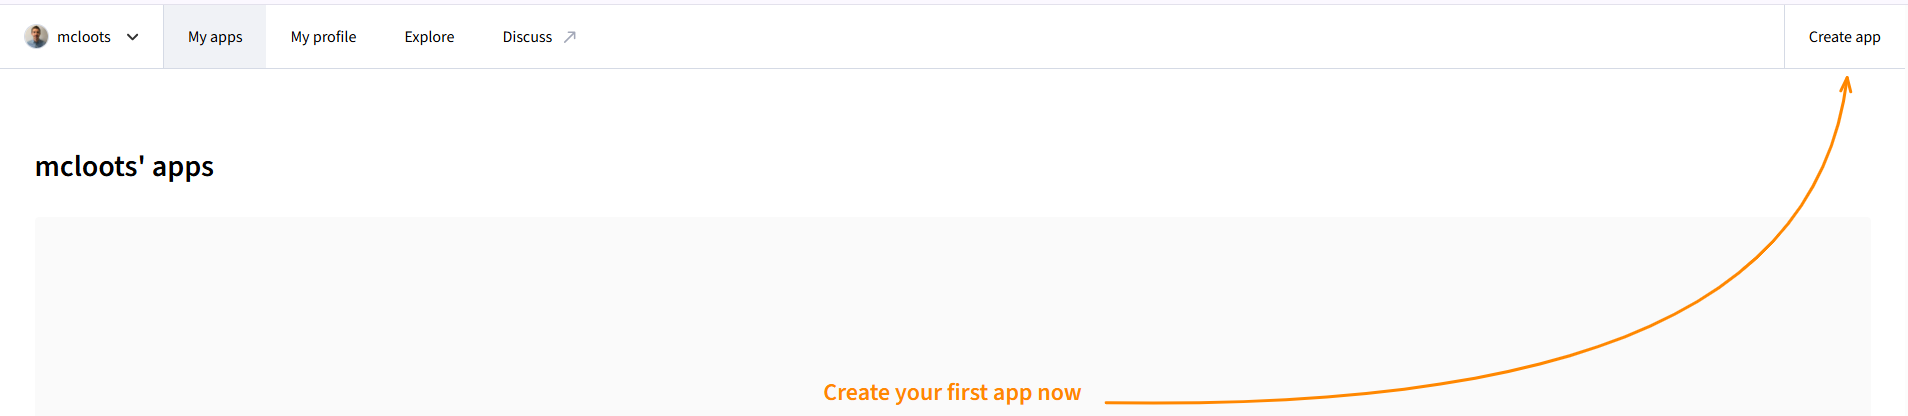 mcloots My apps My profile Explore Discuss Create app
mcloots' apps
Create your first app now